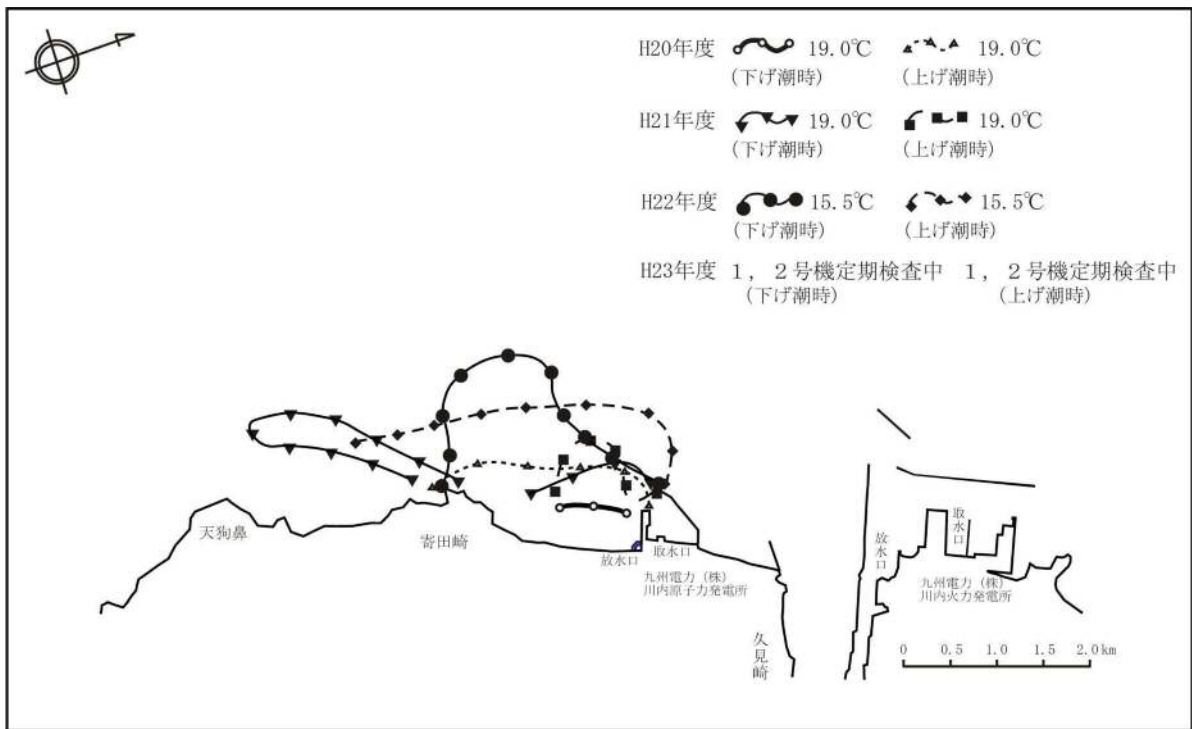 H20年度 19.0℃ 19.0℃
(下げ潮時) (上げ潮時)
H21年度 19.0℃ 19.0℃
(下げ潮時) (上げ潮時)
H22年度 15.5℃ 15.5℃
(下げ潮時) (上げ潮時)
H23年度 1，2号機定期検査中 1，2号機定期検査中
(下げ潮時) (上げ潮時)
天狗鼻
寄田崎
放水口
取水口
九州電力（株）
川内原子力発電所
久見崎
放水口
取水口
九州電力（株）
川内火力発電所
0 0.5 1.0 1.5 2.0km